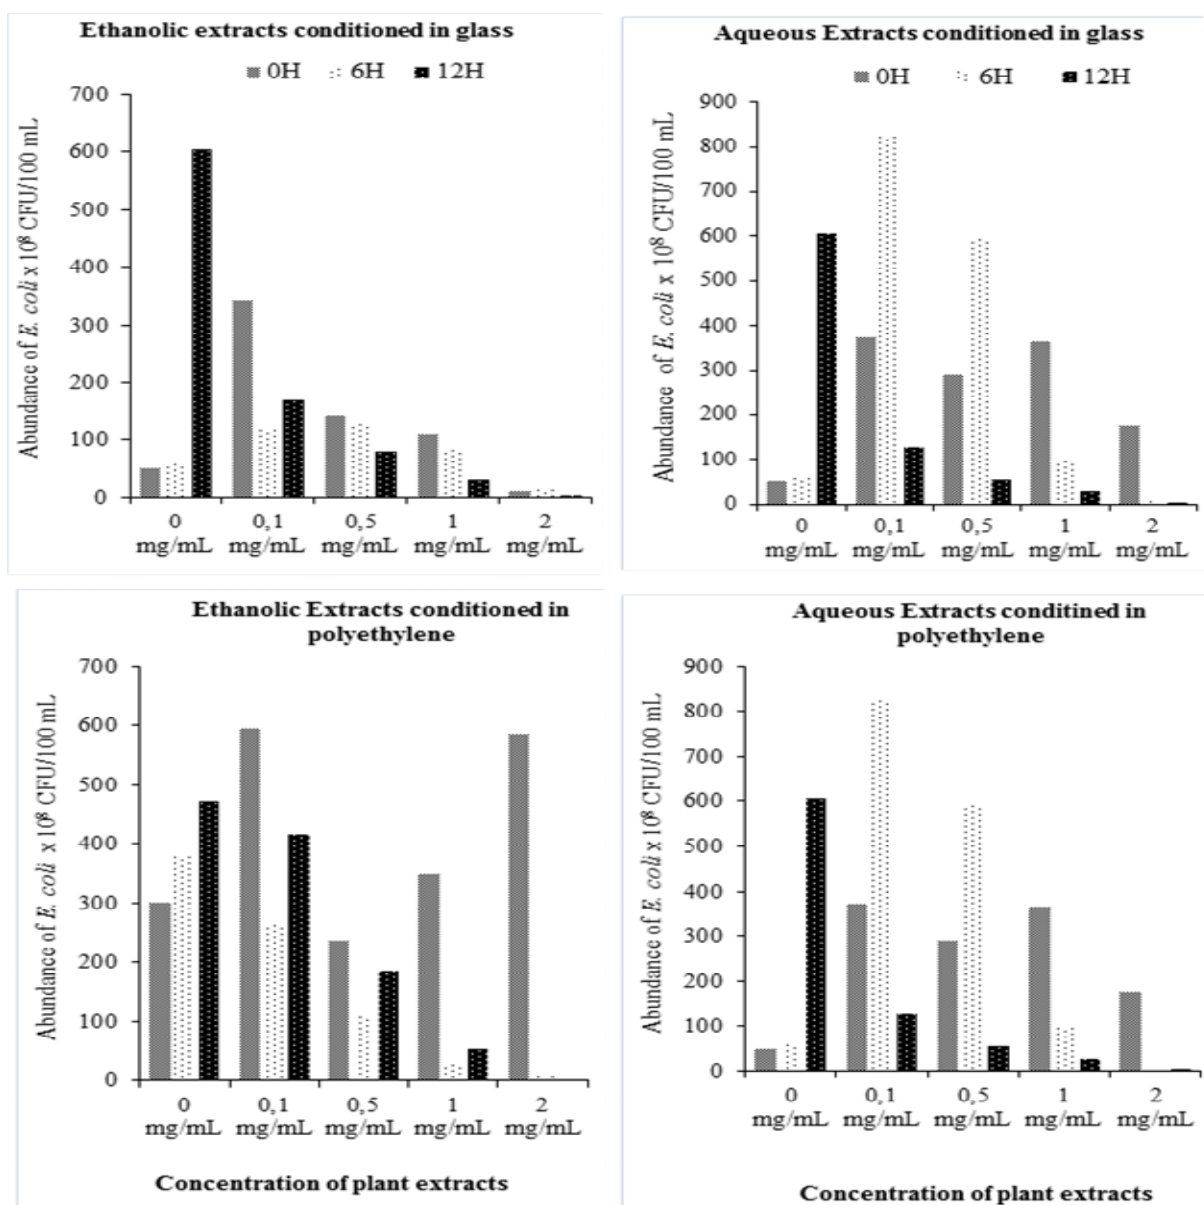 Ethanolic extracts conditioned in glass
0H 6H 12H
Abundance of E. coli x 10⁸ CFU/100 mL
700
600
500
400
300
200
100
0
0 0,1 0,5 1 2
mg/mL mg/mL mg/mL mg/mL mg/mL
Aqueous Extracts conditioned in glass
0H 6H 12H
Abundance of E. coli x 10⁸ CFU/100 mL
900
800
700
600
500
400
300
200
100
0
0 0,1 0,5 1 2
mg/mL mg/mL mg/mL mg/mL mg/mL
Ethanolic Extracts conditioned in
polyethylene
Abundance of E. coli x10⁸ CFU/100 mL
700
600
500
400
300
200
100
0
0 0,1 0,5 1 2
mg/mL mg/mL mg/mL mg/mL mg/mL
Concentration of plant extracts
Aqueous Extracts conditined in
polyethylene
Abundance of E. coli x 10⁸ CFU/100 mL
900
800
700
600
500
400
300
200
100
0
0 0,1 0,5 1 2
mg/mL mg/mL mg/mL mg/mL mg/mL
Concentration of plant extracts